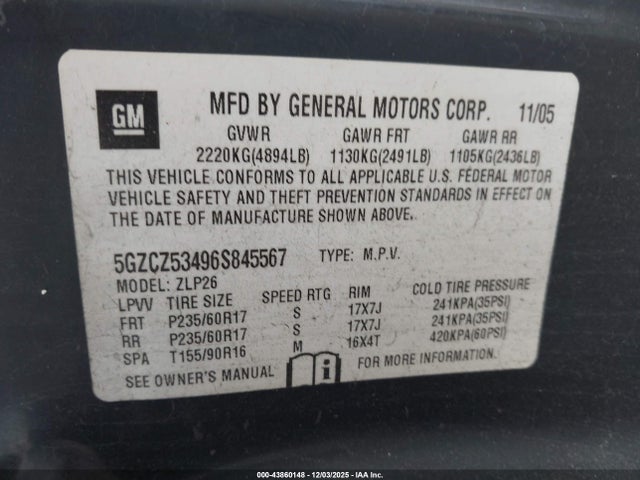 GM
MFD BY GENERAL MOTORS CORP. 11/05
GVWR GAWR FRT GAWR RR
2220KG(4894LB) 1130KG(2491LB) 1105KG(2436LB)
THIS VEHICLE CONFORMS TO ALL APPLICABLE U.S. FEDERAL MOTOR
VEHICLE SAFETY AND THEFT PREVENTION STANDARDS IN EFFECT ON
THE DATE OF MANUFACTURE SHOWN ABOVE.
5GZCZ53496S845567 TYPE: M.P.V.
MODEL: ZLP26
LPVV TIRE SIZE SPEED RTG RIM COLD TIRE PRESSURE
FRT P235/60R17 S 17X7J 241KPA(35PSI)
RR P235/60R17 S 17X7J 241KPA(35PSI)
SPA T155/90R16 M 16X4T 420KPA(60PSI)
SEE OWNER'S MANUAL i FOR MORE INFORMATION.
000-43860148 - 12/03/2025 - IAA Inc.